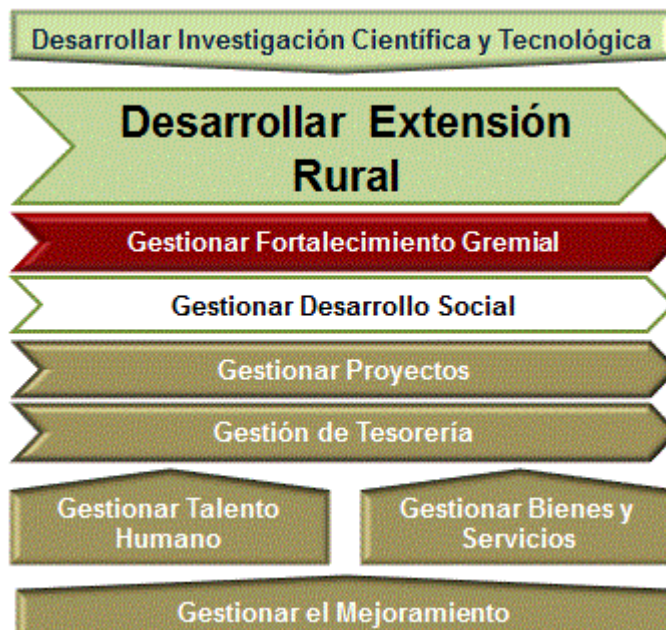 Desarrollar Investigación Científica y Tecnológica
Desarrollar Extensión
Rural
Gestionar Fortalecimiento Gremial
Gestionar Desarrollo Social
Gestionar Proyectos
Gestión de Tesorería
Gestionar Talento
Humano
Gestionar Bienes y
Servicios
Gestionar el Mejoramiento